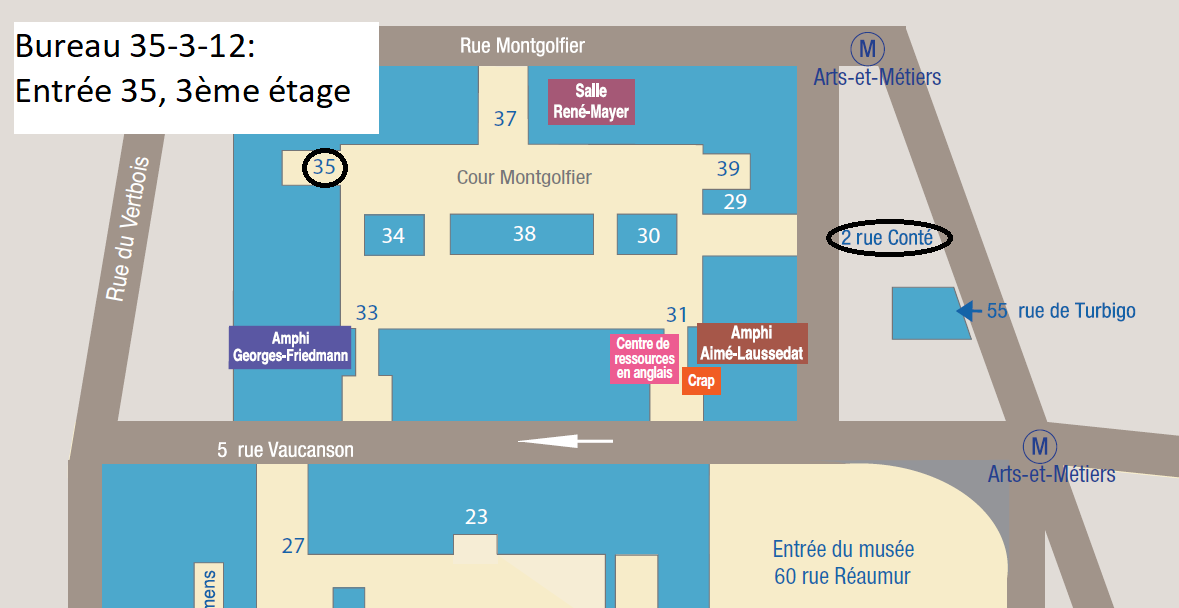 Bureau 35-3-12:
Entrée 35, 3ème étage
Rue Montgolfier
M
Arts-et-Métiers
Salle
René-Mayer
37
35
Cour Montgolfier
39
29
Rue du Vertbois
34
38
30
2 rue Conté
33
31
55 rue de Turbigo
Amphi
Georges-Friedmann
Centre de
ressources
en anglais
Amphi
Aimé-Laussedat
Crap
5 rue Vaucanson
M
Arts-et-Métiers
23
27
Entrée du musée
60 rue Réaumur